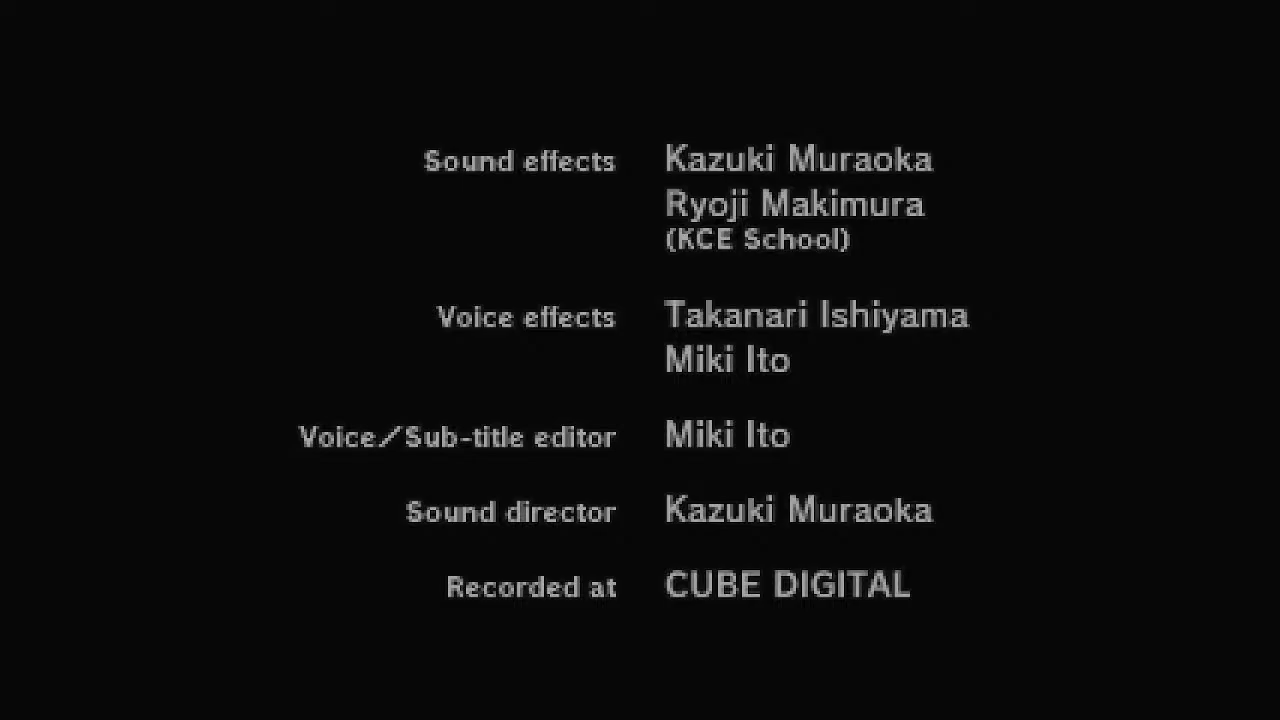 Sound effects Kazuki Muraoka
Ryoji Makimura
(KCE School)
Voice effects Takanari Ishiyama
Miki Ito
Voice／Sub-title editor Miki Ito
Sound director Kazuki Muraoka
Recorded at CUBE DIGITAL